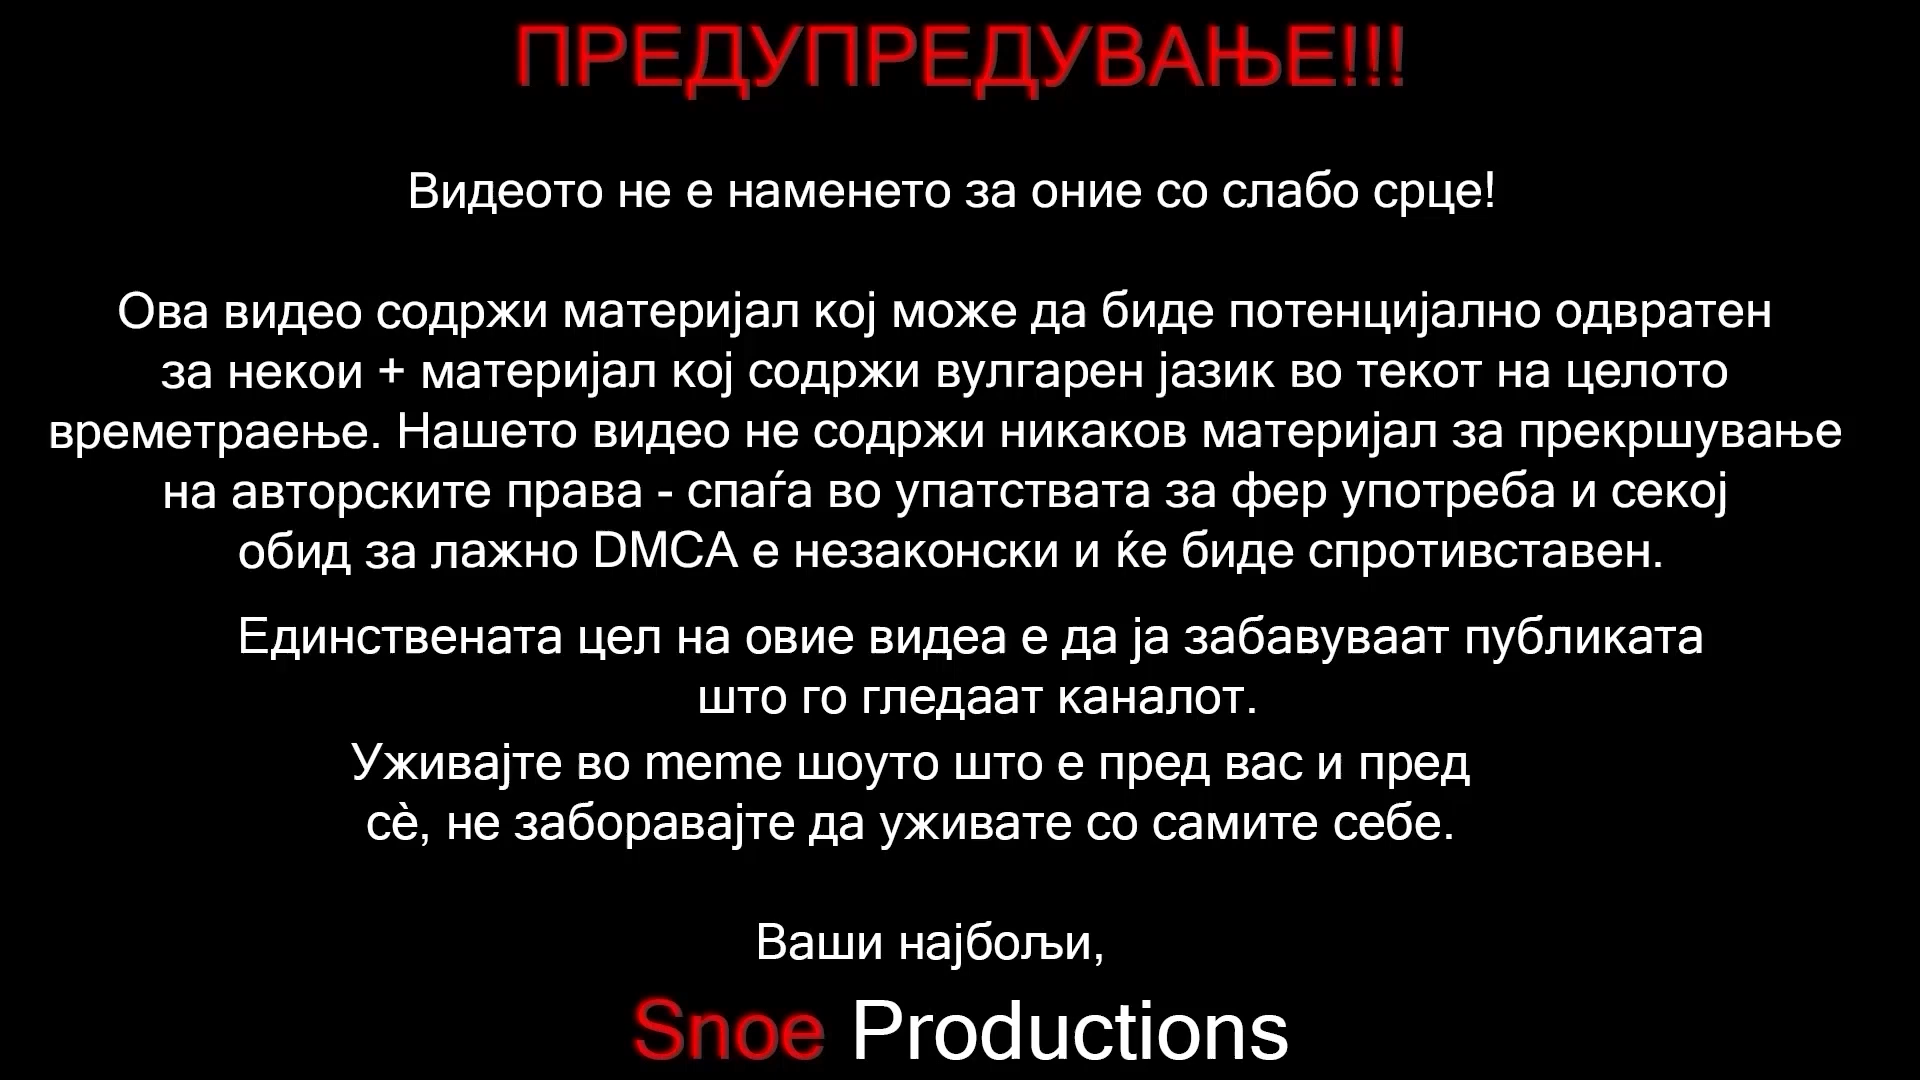 ПРЕДУПРЕДУВАЊЕ!!!
Видеото не е наменето за оние со слабо срце!
Ова видео содржи материјал кој може да биде потенцијално одвратен
за некои + материјал кој содржи вулгарен јазик во текот на целото
времетраење. Нашето видео не содржи никаков материјал за прекршување
на авторските права - спаѓа во упатствата за фер употреба и секој
обид за лажно DMCA е незаконски и ќе биде спротивставен.
Единствената цел на овие видеа е да ја забавуваат публиката
што го гледаат каналот.
Уживајте во meme шоуто што е пред вас и пред
сѐ, не заборавајте да уживате со самите себе.
Ваши најбољи,
Snoe Productions